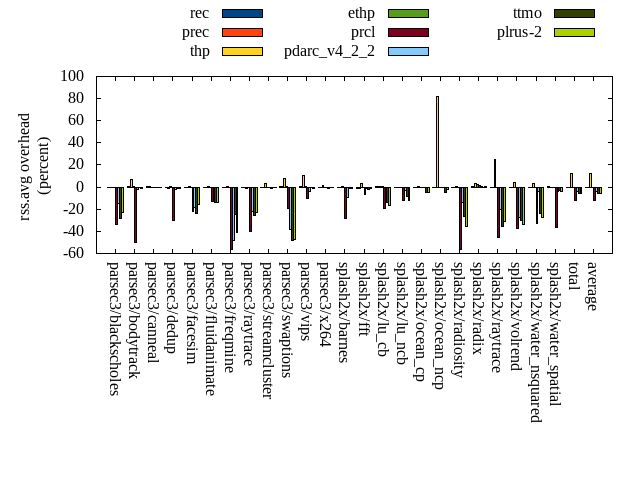 rec ethp ttmo
prec prcl plrus-2
thp pdarc_v4_2_2
rss.avg overhead
(percent)
100
80
60
40
20
0
-20
-40
-60
parsec3/blackscholes
parsec3/bodytrack
parsec3/canneal
parsec3/dedup
parsec3/facesim
parsec3/fluidanimate
parsec3/freqmine
parsec3/raytrace
parsec3/streamcluster
parsec3/swaptions
parsec3/vips
parsec3/x264
splash2x/barnes
splash2x/fft
splash2x/lu_cb
splash2x/lu_ncb
splash2x/ocean_cp
splash2x/ocean_ncp
splash2x/radiosity
splash2x/radix
splash2x/raytrace
splash2x/volrend
splash2x/water_nsquared
splash2x/water_spatial
total
average